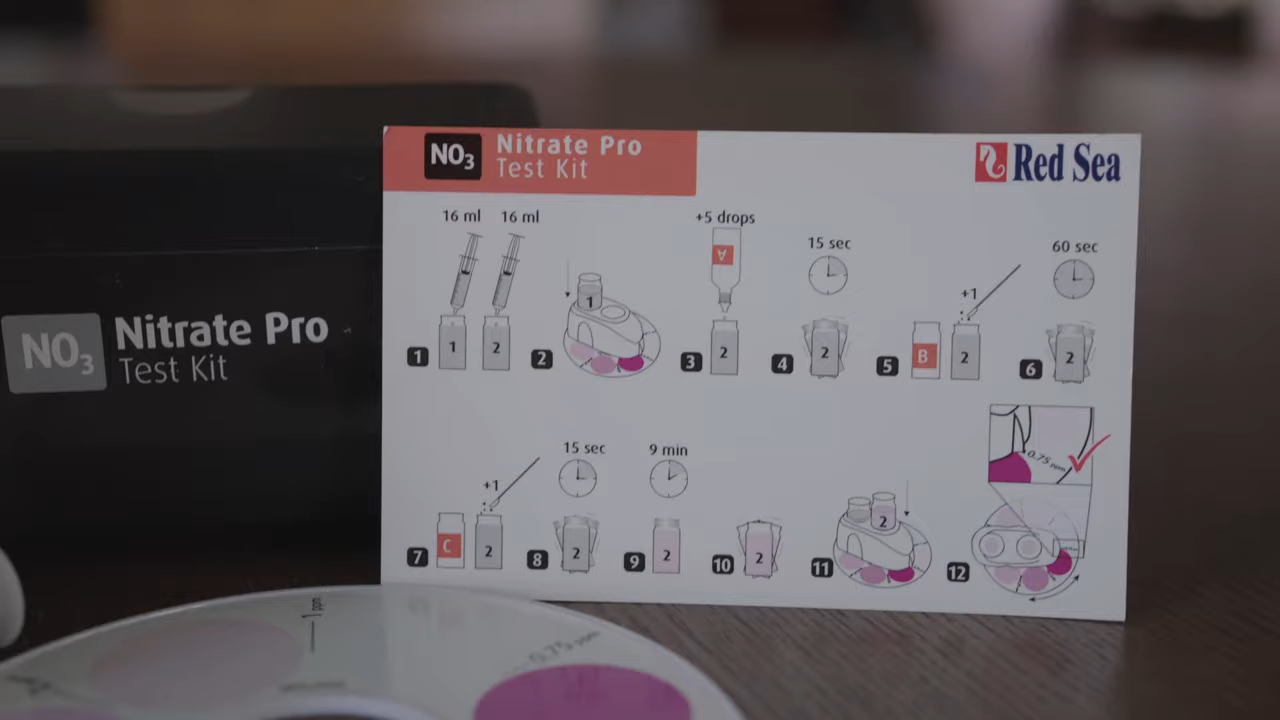 NO3
Nitrate Pro
Test Kit
NO3
Nitrate Pro
Test Kit
Red Sea
16 ml 16 ml
1 2
1
2
1
+5 drops
A
2
3
15 sec
2
4
+1
B
2
5
60 sec
2
6
+1
C
2
7
15 sec
2
8
9 min
2
9
2
10
2
11
0.75 ppm
12
1 ppm
0.75 ppm